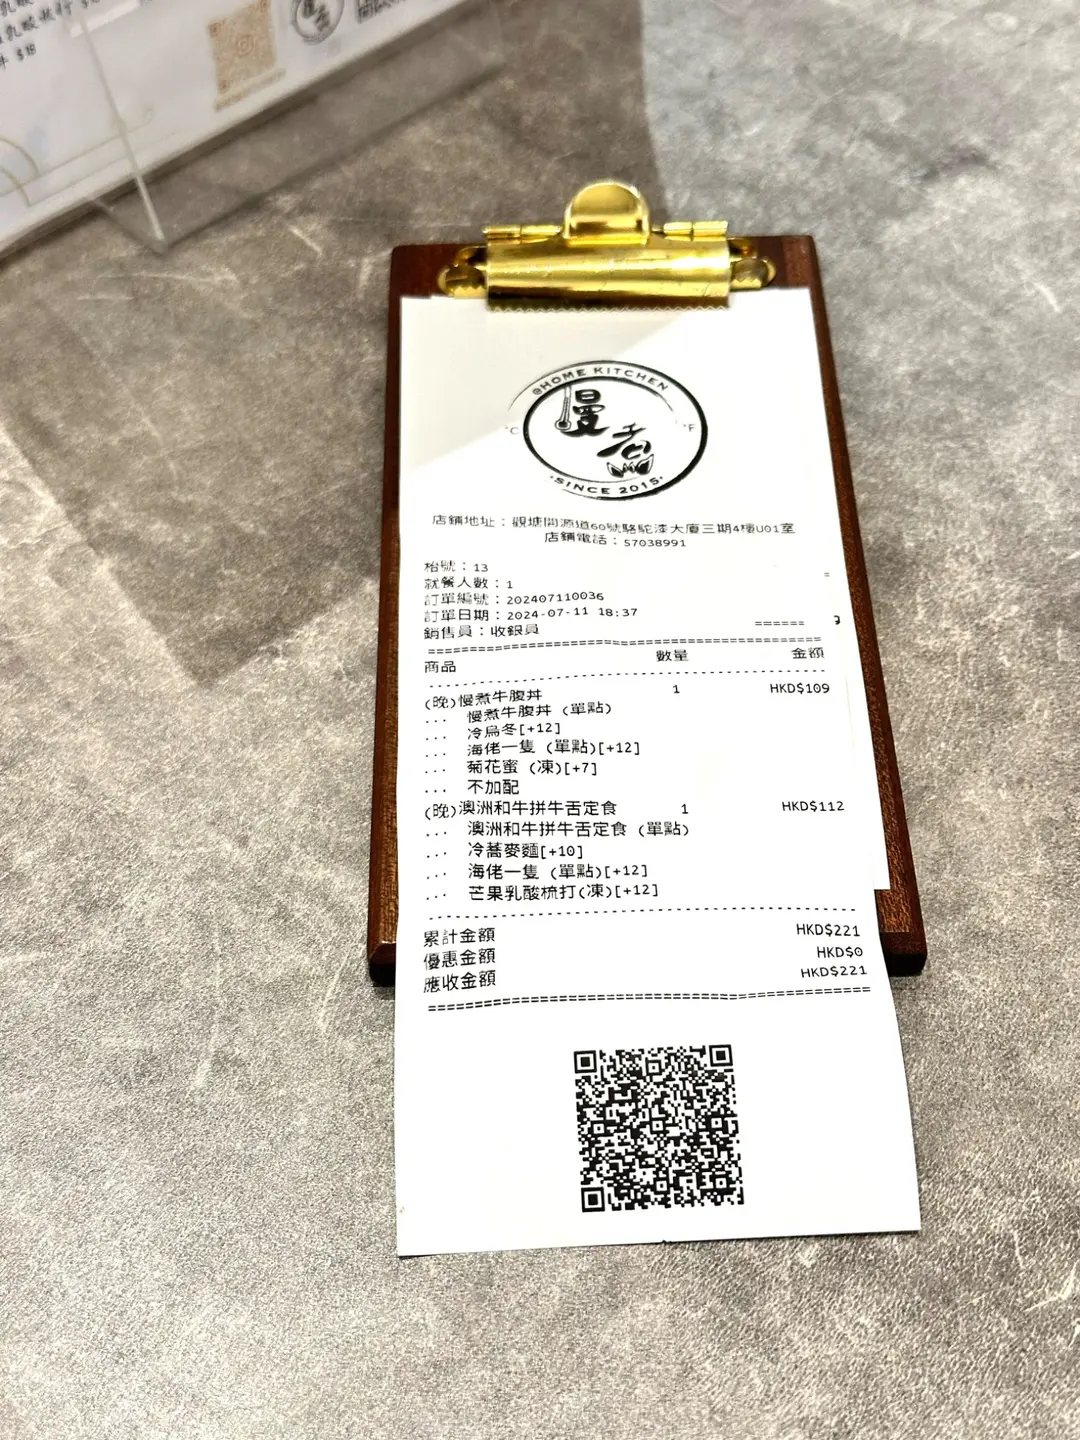 乳酸梳打
$18
@HOME KITCHEN
慢煮
°C °F
·SINCE 2015·
店鋪地址：觀塘開源道60號駱駝漆大廈三期4樓U01室
店鋪電話：57038991
枱號：13
就餐人數：1
訂單編號：202407110036
訂單日期：2024-07-11 18:37
銷售員：收銀員
商品 數量 金額
(晚)慢煮牛腹丼 1 HKD$109
... 慢煮牛腹丼 (單點)
... 冷烏冬[+12]
... 海佬一隻 (單點)[+12]
... 菊花蜜 (凍)[+7]
... 不加配
(晚)澳洲和牛拼牛舌定食 1 HKD$112
... 澳洲和牛拼牛舌定食 (單點)
... 冷蕎麥麵[+10]
... 海佬一隻 (單點)[+12]
... 芒果乳酸梳打(凍)[+12]
累計金額 HKD$221
優惠金額 HKD$0
應收金額 HKD$221